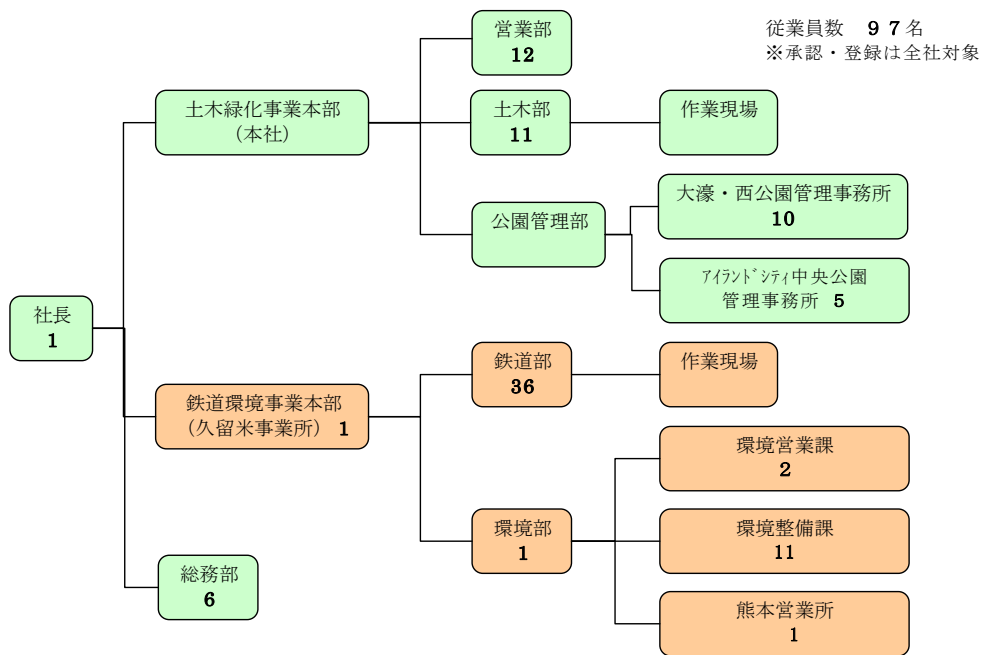 従業員数 97名
※承認・登録は全社対象
営業部
12
土木緑化事業本部
(本社)
土木部
11
作業現場
公園管理部
大濠・西公園管理事務所
10
ｱｲﾗﾝﾄﾞｼﾃｨ中央公園
管理事務所 5
社長
1
鉄道環境事業本部
(久留米事業所) 1
鉄道部
36
作業現場
環境部
1
環境営業課
2
環境整備課
11
熊本営業所
1
総務部
6